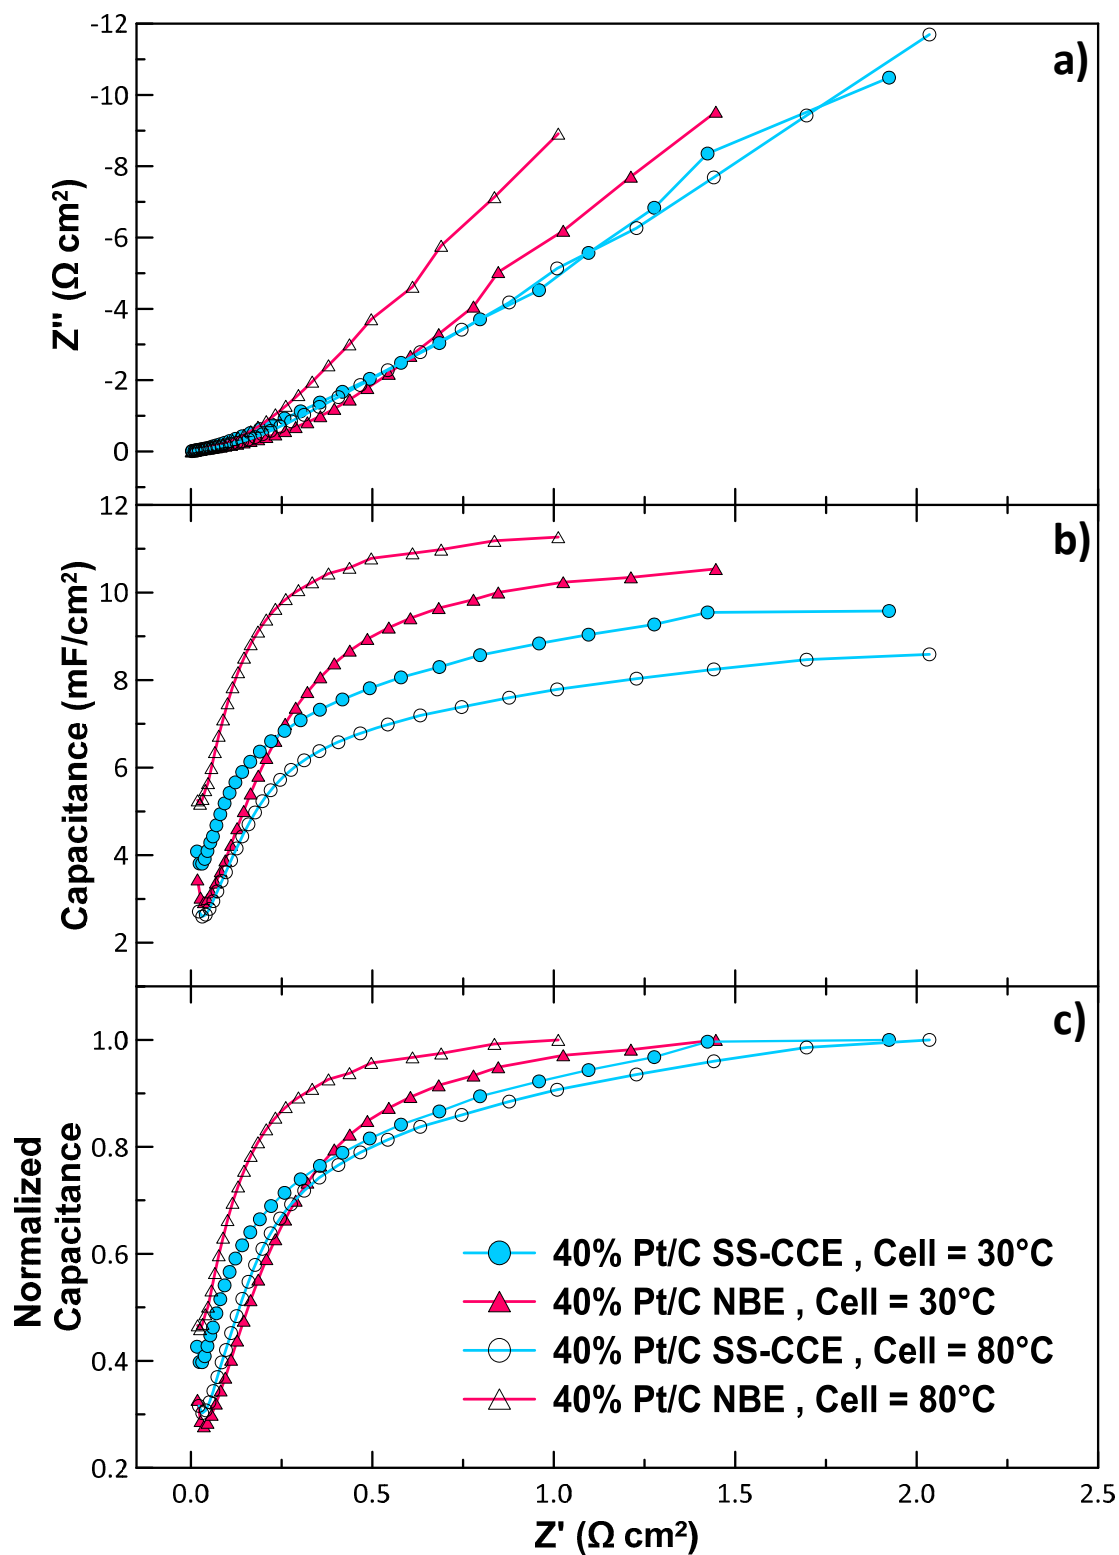 a)
-12
-10
-8
-6
-4
-2
0
Z'' (Ω cm²)
b)
12
10
8
6
4
2
Capacitance (mF/cm²)
c)
1.0
0.8
0.6
0.4
0.2
Normalized
Capacitance
40% Pt/C SS-CCE , Cell = 30°C
40% Pt/C NBE , Cell = 30°C
40% Pt/C SS-CCE , Cell = 80°C
40% Pt/C NBE , Cell = 80°C
0.0 0.5 1.0 1.5 2.0 2.5
Z' (Ω cm²)